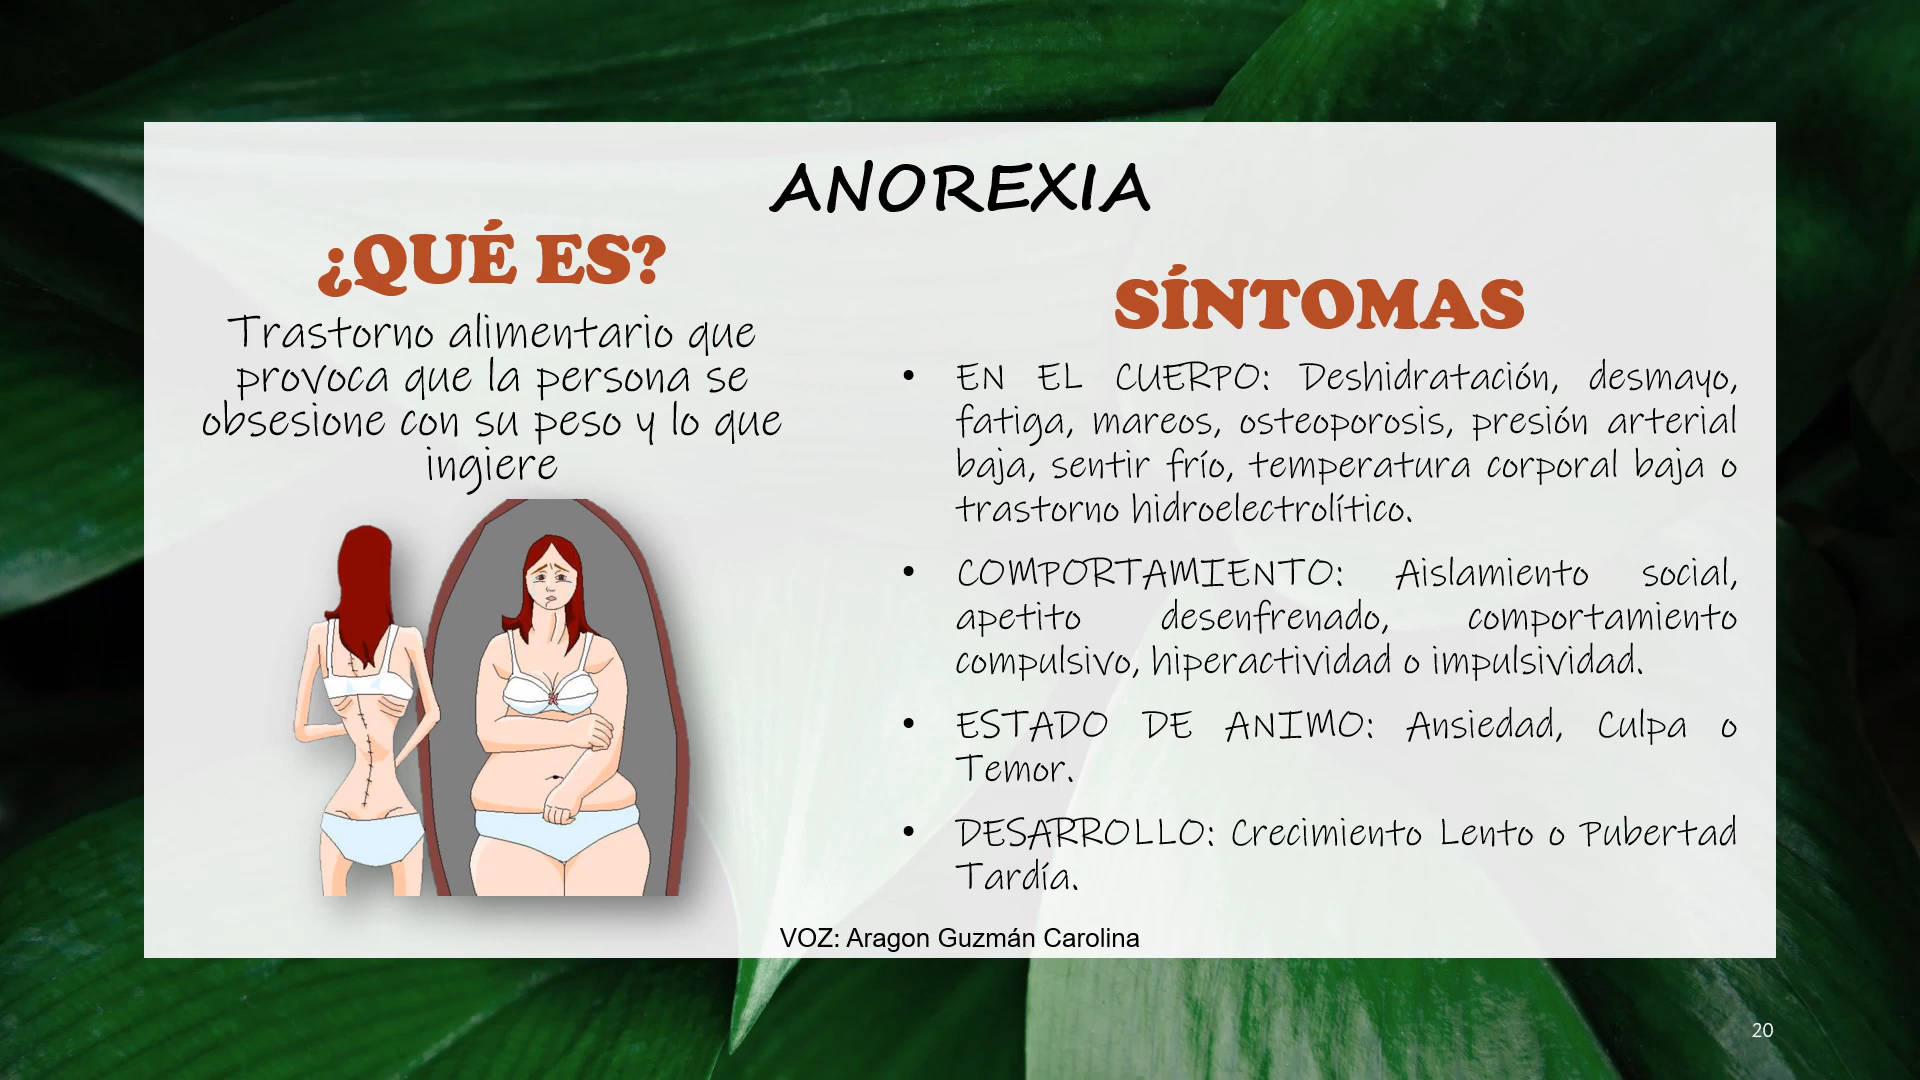 ANOREXIA
¿QUÉ ES?
Trastorno alimentario que
provoca que la persona se
obsesione con su peso y lo que
ingiere
SÍNTOMAS
• EN EL CUERPO: Deshidratación, desmayo,
fatiga, mareos, osteoporosis, presión arterial
baja, sentir frío, temperatura corporal baja o
trastorno hidroelectrolítico.
• COMPORTAMIENTO: Aislamiento social,
apetito desenfrenado, comportamiento
compulsivo, hiperactividad o impulsividad.
• ESTADO DE ANIMO: Ansiedad, Culpa o
Temor.
• DESARROLLO: Crecimiento Lento o Pubertad
Tardía.
VOZ: Aragon Guzmán Carolina
20